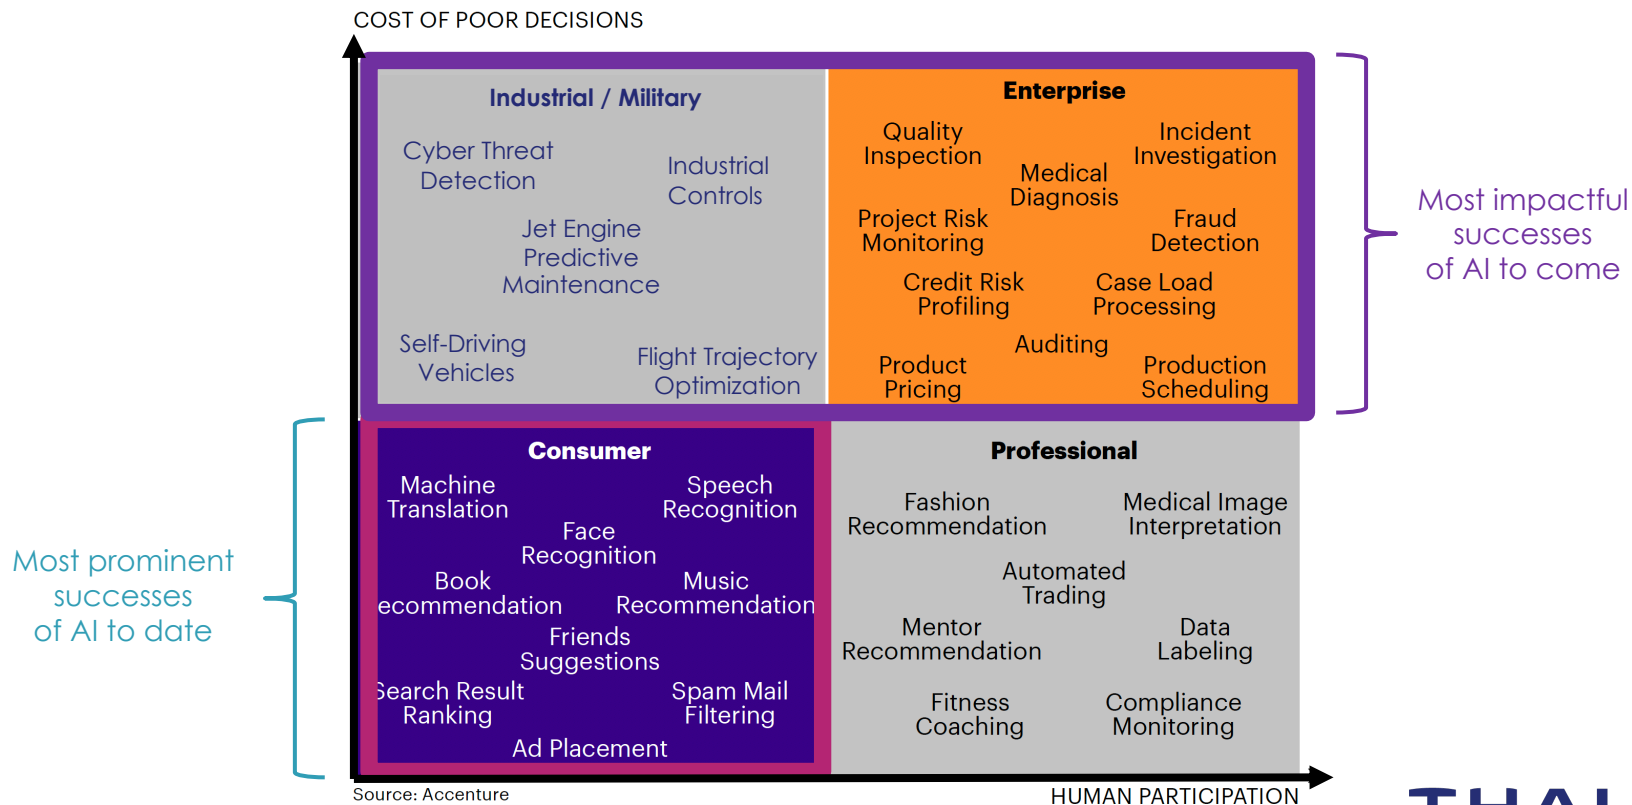 COST OF POOR DECISIONS
Industrial / Military
Cyber Threat
Detection
Industrial
Controls
Jet Engine
Predictive
Maintenance
Self-Driving
Vehicles
Flight Trajectory
Optimization
Enterprise
Quality
Inspection
Incident
Investigation
Medical
Diagnosis
Project Risk
Monitoring
Fraud
Detection
Credit Risk
Profiling
Case Load
Processing
Auditing
Product
Pricing
Production
Scheduling
Most impactful
successes
of AI to come
Most prominent
successes
of AI to date
Consumer
Machine
Translation
Speech
Recognition
Face
Recognition
Book
ecommendation
Music
Recommendation
Friends
Suggestions
Search Result
Ranking
Spam Mail
Filtering
Ad Placement
Professional
Fashion
Recommendation
Medical Image
Interpretation
Automated
Trading
Mentor
Recommendation
Data
Labeling
Fitness
Coaching
Compliance
Monitoring
Source: Accenture
HUMAN PARTICIPATION